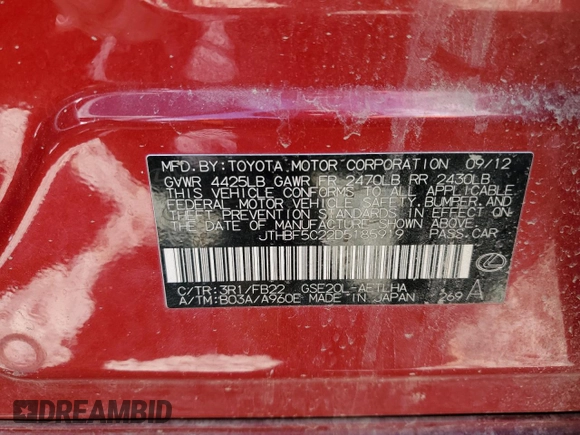 MFD.BY:TOYOTA MOTOR CORPORATION 09/12
GVWR 4425LB GAWR FR 2470LB RR 2430LB
THIS VEHICLE CONFORMS TO ALL APPLICABLE
FEDERAL MOTOR VEHICLE SAFETY,BUMPER,AND
THEFT PREVENTION STANDARDS IN EFFECT ON
THE DATE OF MANUFACTURE SHOWN ABOVE.
PASS.CAR
C/TR:3R1/FB22 GSE20L-AETLHA
A/TM:B03A/A960E MADE IN JAPAN 269 A
DREAMBID